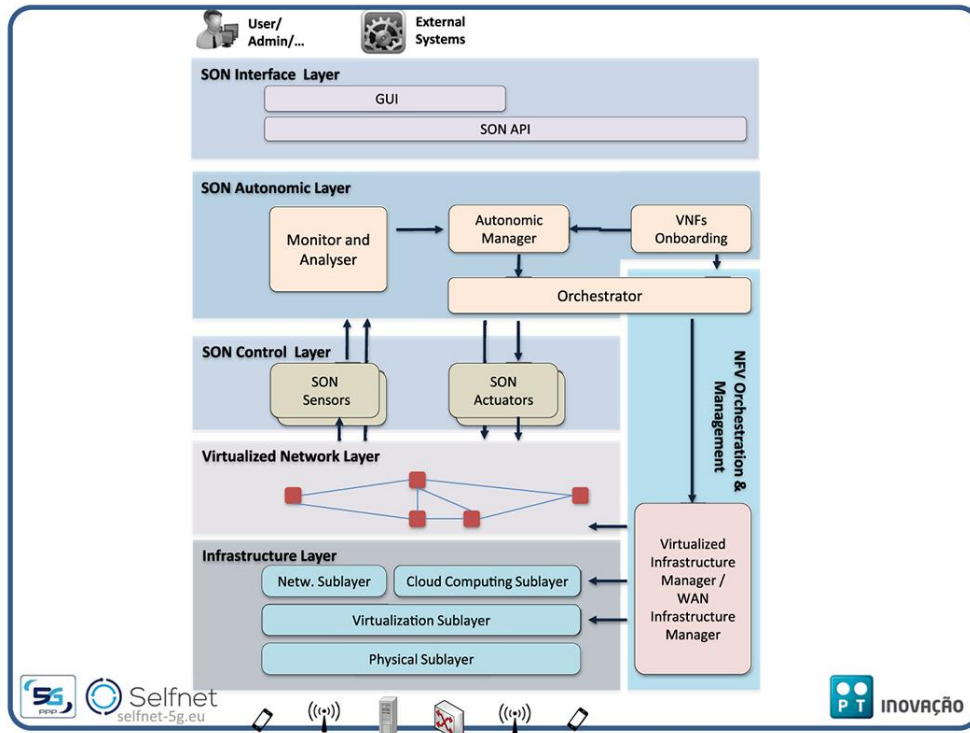 User/
Admin/...
External
Systems
SON Interface Layer
GUI
SON API
SON Autonomic Layer
Monitor and
Analyser
Autonomic
Manager
VNFs
Onboarding
Orchestrator
SON Control Layer
SON
Sensors
SON
Actuators
NFV Orchestration &
Management
Virtualized Network Layer
Infrastructure Layer
Netw. Sublayer
Cloud Computing Sublayer
Virtualization Sublayer
Physical Sublayer
Virtualized
Infrastructure
Manager /
WAN
Infrastructure
Manager
5G
PPP
Selfnet
selfnet-5g.eu
PT
INOVAÇÃO